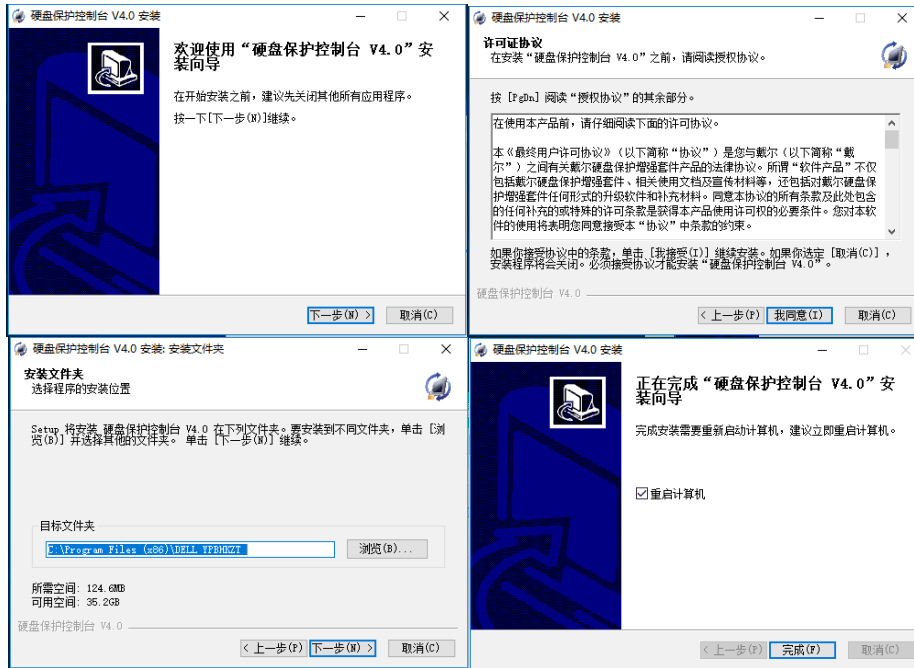 硬盘保护控制台 V4.0 安装
欢迎使用“硬盘保护控制台 V4.0”安
装向导
在开始安装之前，建议先关闭其他所有应用程序。
按一下[下一步(N)]继续。
下一步(N) >
取消(C)
硬盘保护控制台 V4.0 安装
许可证协议
在安装“硬盘保护控制台 V4.0”之前，请阅读授权协议。
按 [PgDn] 阅读“授权协议”的其余部分。
在使用本产品前，请仔细阅读下面的许可协议。
本《最终用户许可协议》（以下简称“协议”）是您与戴尔（以下简称“戴
尔”）之间有关戴尔硬盘保护增强套件产品的法律协议。所谓“软件产品”不仅
包括戴尔硬盘保护增强套件、相关使用文档及宣传材料等，还包括对戴尔硬盘保
护增强套件任何形式的升级软件和补充材料。同意本协议的所有条款及此处包含
的任何补充的或特殊的许可条款是获得本产品使用许可权的必要条件。您对本软
件的使用将表明您同意接受本“协议”中条款的约束。
如果你接受协议中的条款，单击 [我接受(I)] 继续安装。如果你选定 [取消(C)] ，
安装程序将会关闭。必须接受协议才能安装“硬盘保护控制台 V4.0”。
硬盘保护控制台 V4.0
< 上一步(P)
我同意(I)
取消(C)
硬盘保护控制台 V4.0 安装: 安装文件夹
安装文件夹
选择程序的安装位置
Setup 将安装 硬盘保护控制台 V4.0 在下列文件夹。要安装到不同文件夹，单击 [浏
览(B)] 并选择其他的文件夹。 单击 [下一步(N)] 继续。
目标文件夹
C:\Program Files (x86)\DELL YPBHKZT
浏览(B)...
所需空间: 124.6MB
可用空间: 35.2GB
硬盘保护控制台 V4.0
< 上一步(P)
下一步(N) >
取消(C)
硬盘保护控制台 V4.0 安装
正在完成“硬盘保护控制台 V4.0”安
装向导
完成安装需要重新启动计算机，建议立即重启计算机。
重启计算机
< 上一步(P)
完成(F)
取消(C)